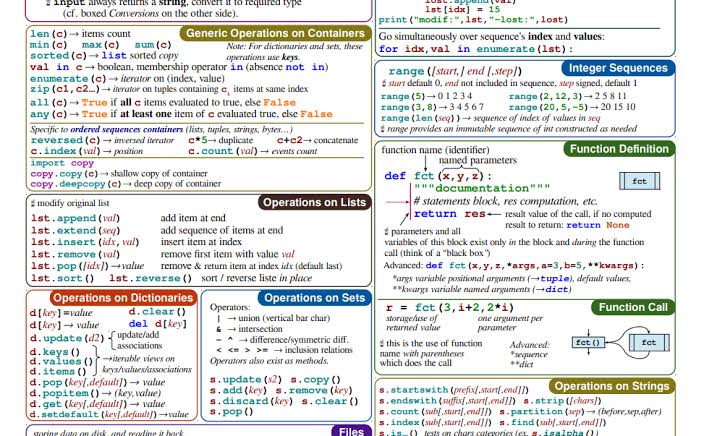 input always returns a string, convert it to required type
(cf. boxed Conversions on the other side).
Generic Operations on Containers
len(c)→ items count
min(c) max(c) sum(c)
Note: For dictionaries and sets, these operations use keys.
sorted(c)→ list sorted copy
val in c → boolean, membership operator in (absence not in)
enumerate(c)→ iterator on (index, value)
zip(c1,c2…)→ iterator on tuples containing ci items at same index
all(c)→ True if all c items evaluated to true, else False
any(c)→ True if at least one item of c evaluated true, else False
Specific to ordered sequences containers (lists, tuples, strings, bytes…)
reversed(c)→ inversed iterator c*5→ duplicate c+c2→ concatenate
c.index(val)→ position c.count(val)→ events count
import copy
copy.copy(c)→ shallow copy of container
copy.deepcopy(c)→ deep copy of container
Operations on Lists
modify original list
lst.append(val) add item at end
lst.extend(seq) add sequence of items at end
lst.insert(idx,val) insert item at index
lst.remove(val) remove first item with value val
lst.pop([idx])→value remove & return item at index idx (default last)
lst.sort() lst.reverse() sort / reverse liste in place
Operations on Dictionaries
d[key]=value d.clear()
d[key]→ value del d[key]
d.update(d2) update/add associations
d.keys()
d.values() →iterable views on keys/values/associations
d.items()
d.pop(key[,default])→ value
d.popitem()→ (key,value)
d.get(key[,default])→ value
d.setdefault(key[,default])→value
Operations on Sets
Operators:
| → union (vertical bar char)
& → intersection
- ^ → difference/symmetric diff.
< <= > >= → inclusion relations
Operators also exist as methods.
s.update(s2) s.copy()
s.add(key) s.remove(key)
s.discard(key) s.clear()
s.pop()
storing data on disk, and reading it back
Files
lost.append(val)
lst[idx] = 15
print("modif:",lst,"-lost:",lost)
Go simultaneously over sequence's index and values:
for idx,val in enumerate(lst):
Integer Sequences
range([start,] end [,step])
start default 0, end not included in sequence, step signed, default 1
range(5)→ 0 1 2 3 4 range(2,12,3)→ 2 5 8 11
range(3,8)→ 3 4 5 6 7 range(20,5,-5)→ 20 15 10
range(len(seq))→ sequence of index of values in seq
range provides an immutable sequence of int constructed as needed
Function Definition
function name (identifier)
named parameters
def fct(x,y,z):
fct
"""documentation"""
# statements block, res computation, etc.
return res ← result value of the call, if no computed result to return: return None
parameters and all
variables of this block exist only in the block and during the function
call (think of a "black box")
Advanced: def fct(x,y,z,*args,a=3,b=5,**kwargs):
*args variable positional arguments (→tuple), default values,
**kwargs variable named arguments (→dict)
Function Call
r = fct(3,i+2,2*i)
storage/use of returned value
one argument per parameter
this is the use of function
name with parentheses
which does the call
Advanced:
*sequence
**dict
fct()
fct
Operations on Strings
s.startswith(prefix[,start[,end]])
s.endswith(suffix[,start[,end]]) s.strip([chars])
s.count(sub[,start[,end]]) s.partition(sep)→ (before,sep,after)
s.index(sub[,start[,end]]) s.find(sub[,start[,end]])
s.is…() tests on chars categories (ex. s.isalpha())